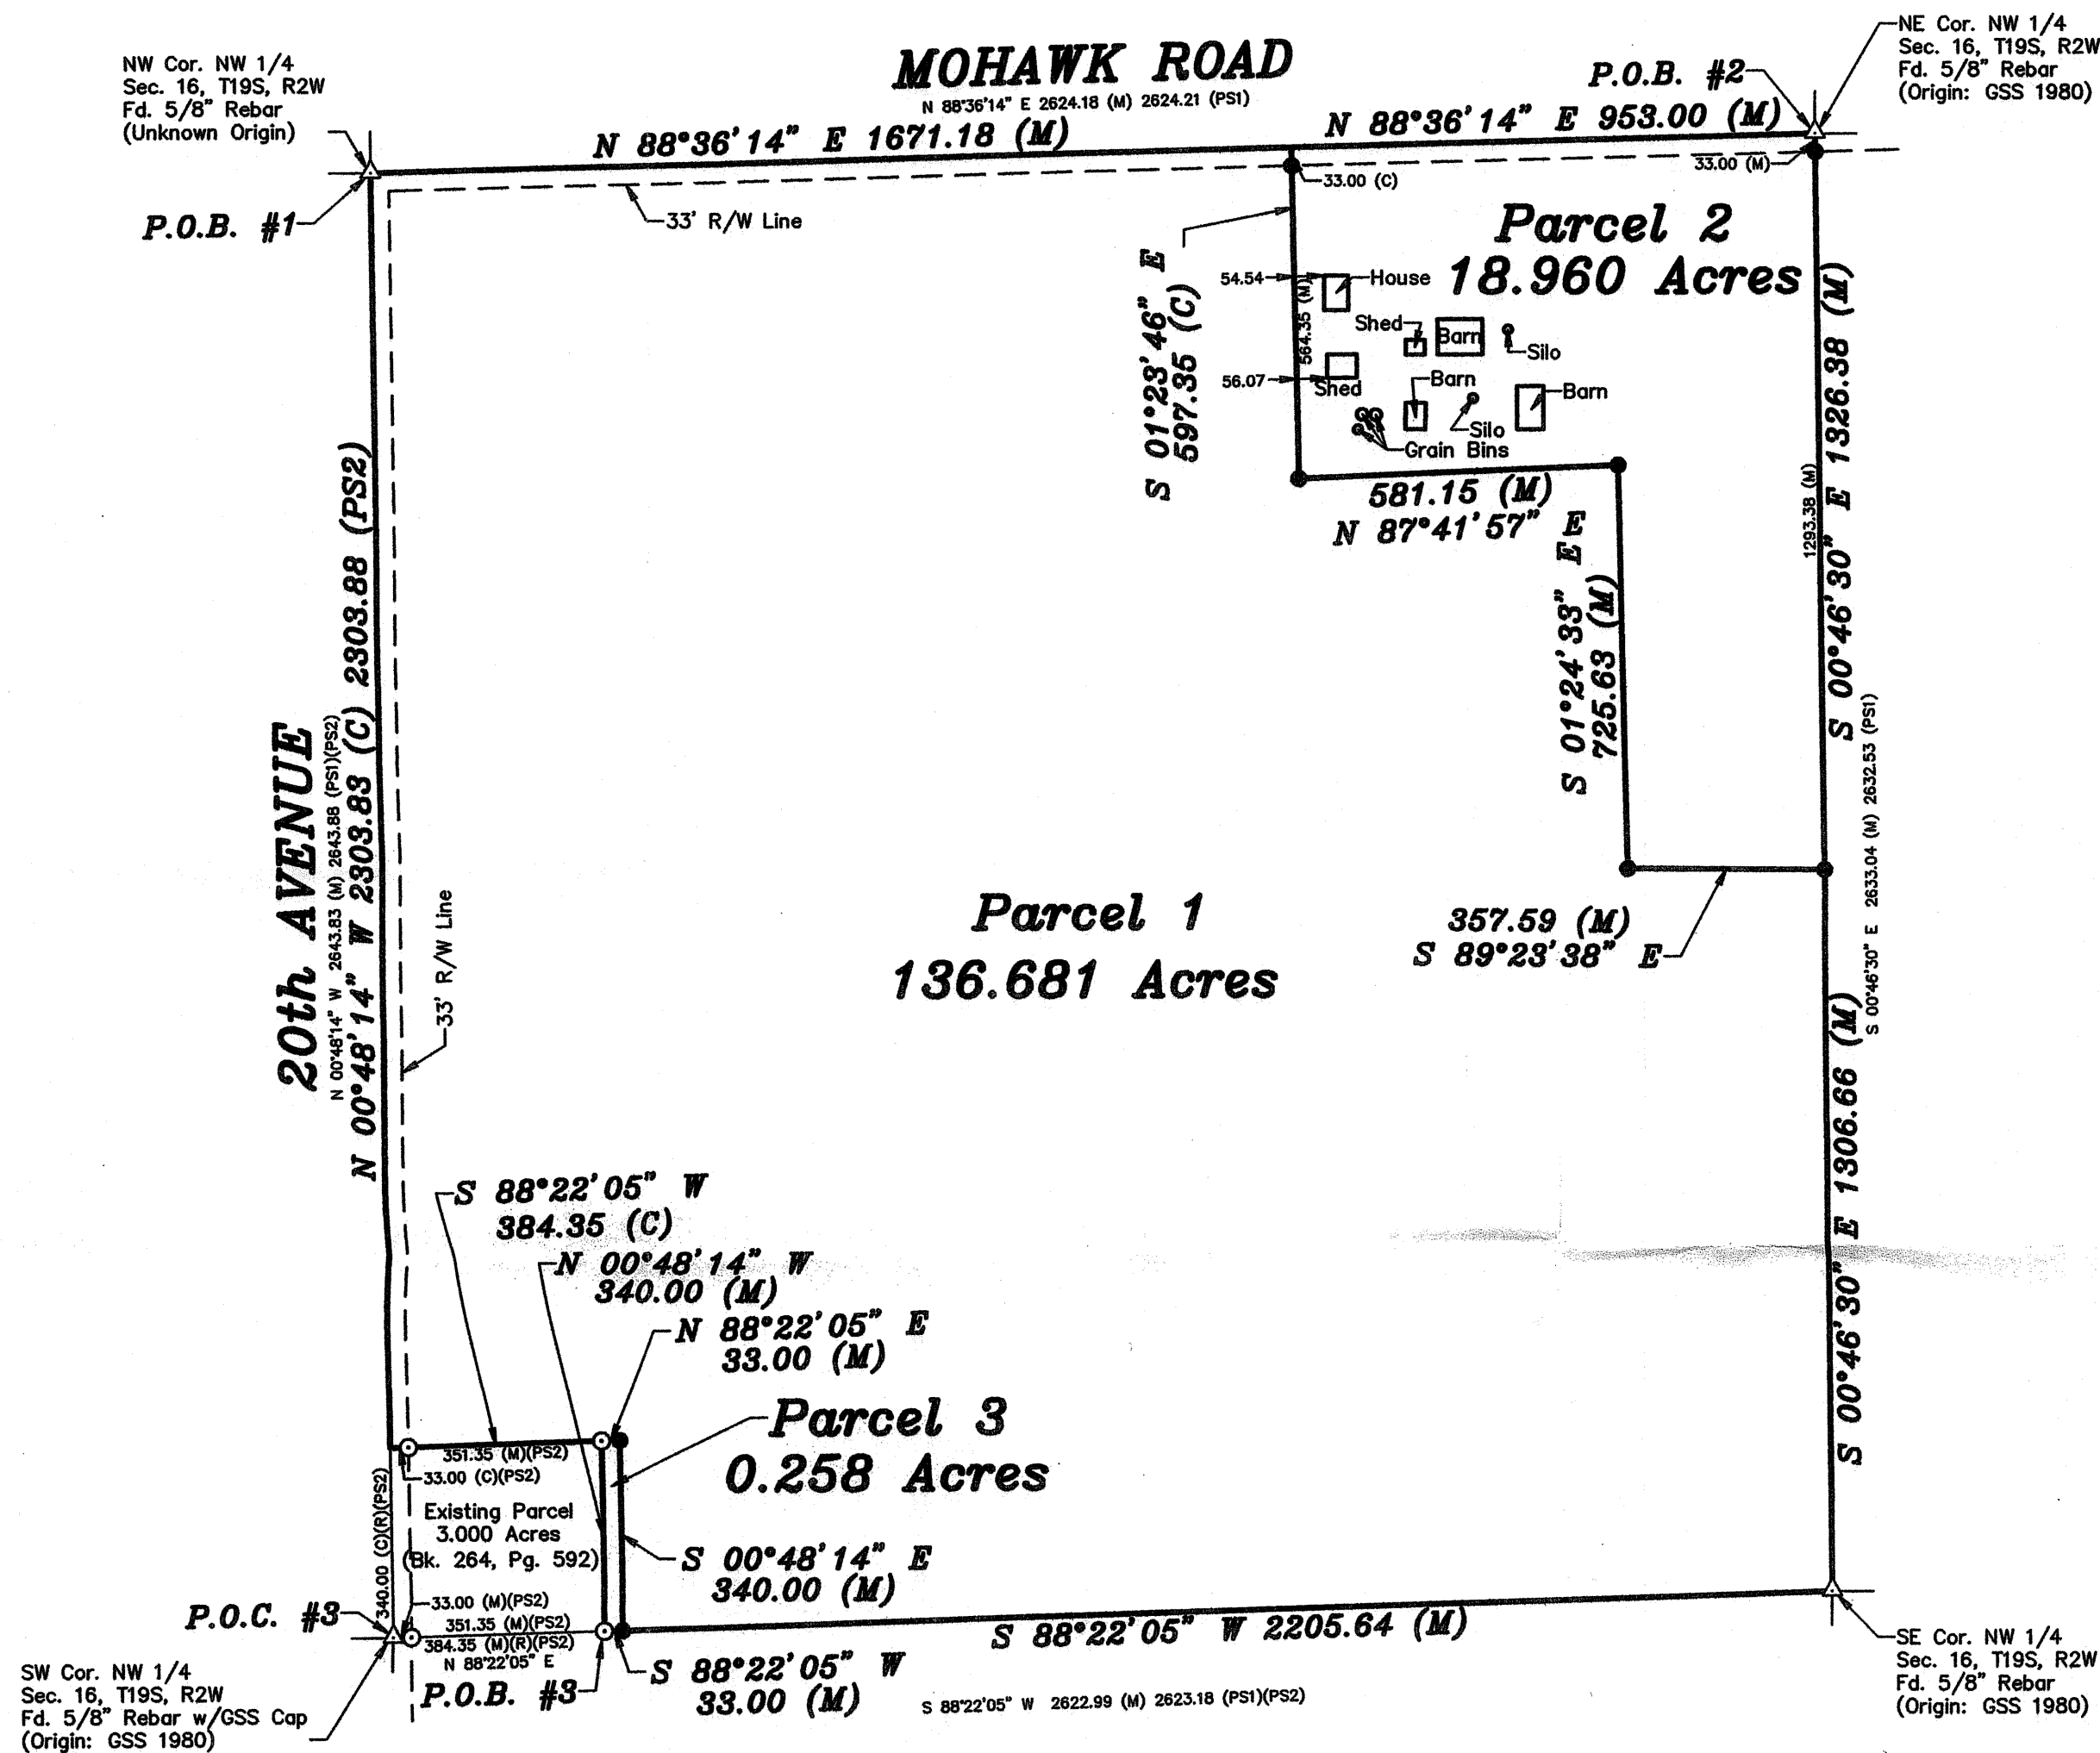 MOHAWK ROAD
N 88°36'14" E 2624.18 (M) 2624.21 (PS1)
NW Cor. NW 1/4
Sec. 16, T19S, R2W
Fd. 5/8" Rebar
(Unknown Origin)
NE Cor. NW 1/4
Sec. 16, T19S, R2W
Fd. 5/8" Rebar
(Origin: GSS 1980)
P.O.B. #2
N 88°36'14" E 1671.18 (M)
N 88°36'14" E 953.00 (M)
P.O.B. #1
33' R/W Line
33.00 (C)
33.00 (M)
Parcel 2
18.960 Acres
S 01°23'46" E
597.35 (C)
564.35 (M)
54.54
House
Shed
Barn
Silo
56.07
Shed
Barn
Barn
Silo
Grain Bins
581.15 (M)
N 87°41'57" E
S 01°24'33" E
725.63 (M)
S 00°46'30" E 1326.38 (M)
1293.38 (M)
S 00°46'30" E 2633.04 (M) 2632.53 (PS1)
20th AVENUE
N 00°48'14" W 2643.83 (M) 2643.88 (PS1)(PS2)
N 00°48'14" W 2303.83 (C) 2303.88 (PS2)
33' R/W Line
Parcel 1
136.681 Acres
357.59 (M)
S 89°23'38" E
S 00°46'30" E 1306.66 (M)
S 88°22'05" W
384.35 (C)
N 00°48'14" W
340.00 (M)
N 88°22'05" E
33.00 (M)
Parcel 3
0.258 Acres
351.35 (M)(PS2)
33.00 (C)(PS2)
Existing Parcel
3.000 Acres
(Bk. 264, Pg. 592)
340.00 (C)(R)(PS2)
S 00°48'14" E
340.00 (M)
33.00 (M)(PS2)
351.35 (M)(PS2)
384.35 (M)(R)(PS2)
N 88°22'05" E
P.O.C. #3
P.O.B. #3
S 88°22'05" W
33.00 (M)
S 88°22'05" W 2205.64 (M)
S 88°22'05" W 2622.99 (M) 2623.18 (PS1)(PS2)
SW Cor. NW 1/4
Sec. 16, T19S, R2W
Fd. 5/8" Rebar w/GSS Cap
(Origin: GSS 1980)
SE Cor. NW 1/4
Sec. 16, T19S, R2W
Fd. 5/8" Rebar
(Origin: GSS 1980)